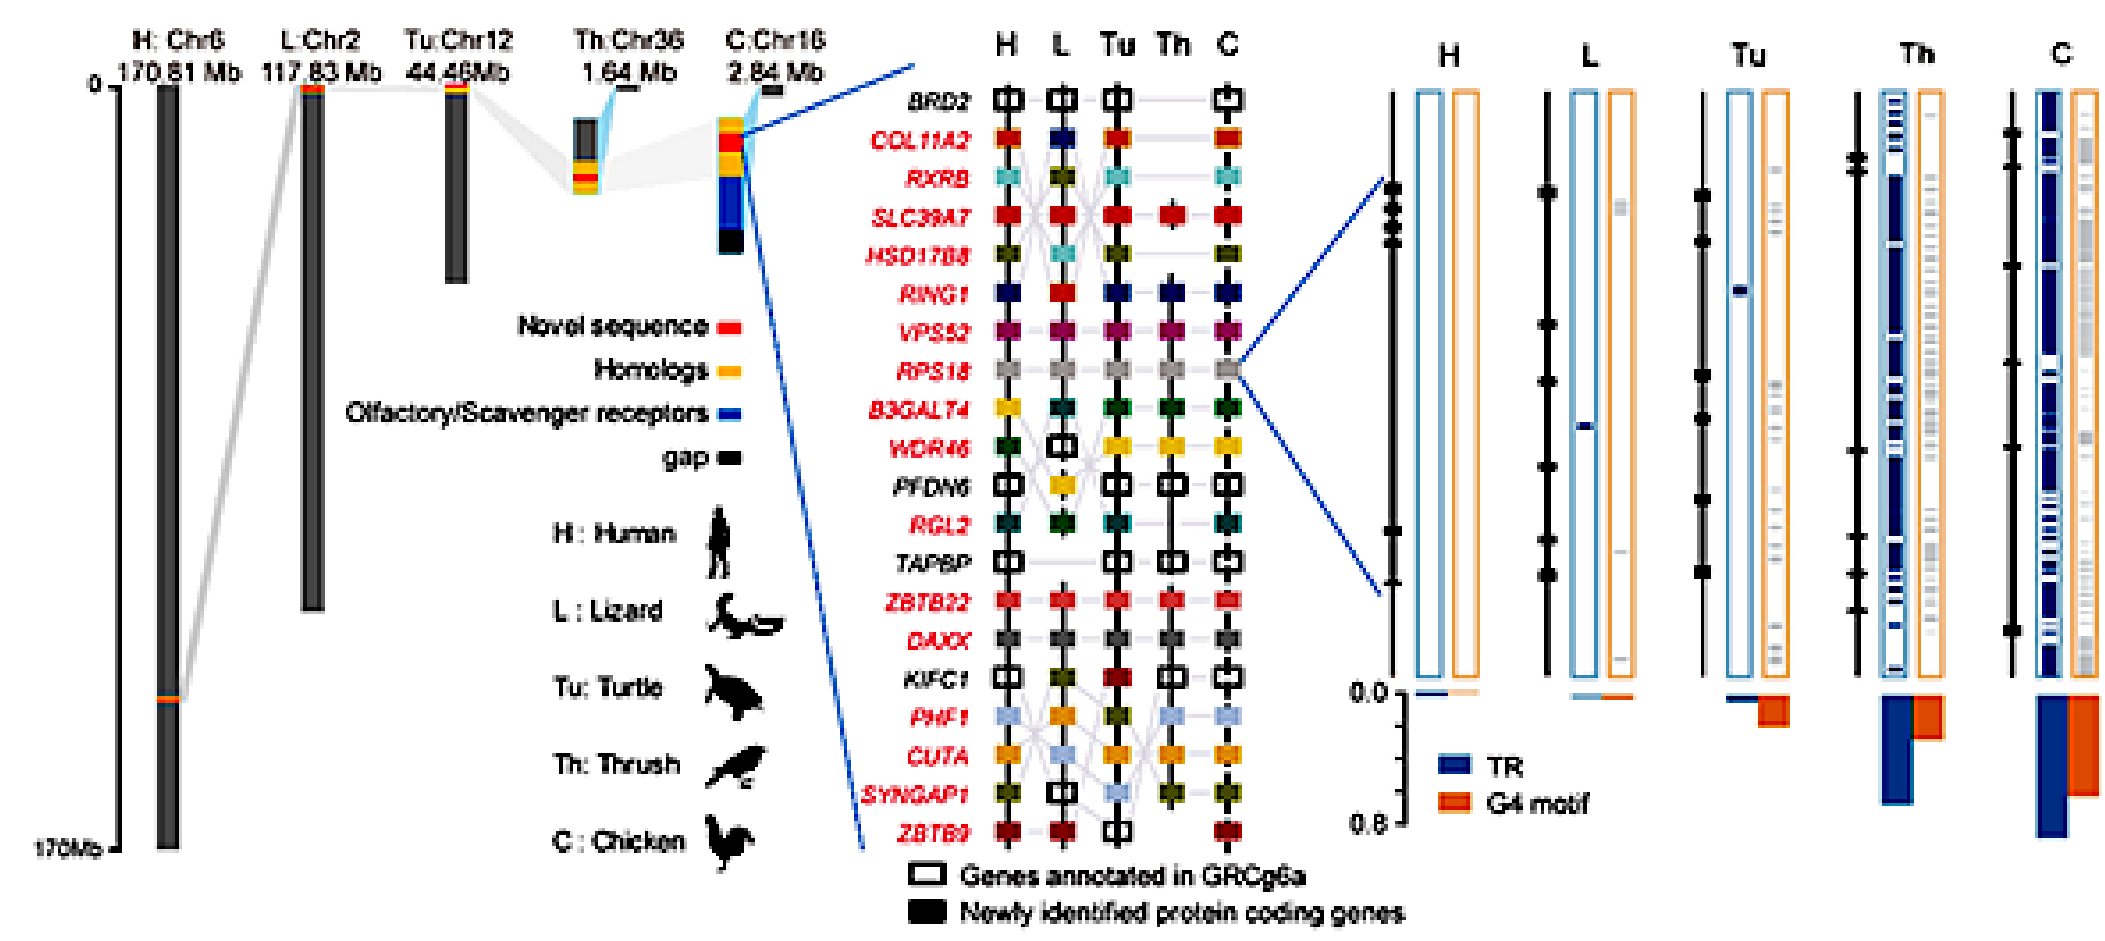 H: Chr6 L:Chr2 Tu:Chr12 Th:Chr36 C:Chr16
170.81 Mb 117.83 Mb 44.46Mb 1.64 Mb 2.84 Mb
0
170Mb
Novel sequence
Homologs
Olfactory/Scavenger receptors
gap
H : Human
L : Lizard
Tu: Turtle
Th: Thrush
C : Chicken
H L Tu Th C
BRD2
COL11A2
RXRB
SLC39A7
HSD17B8
RING1
VPS52
RPS18
B3GALT4
WDR46
PFDN6
RGL2
TAPBP
ZBTB22
DAXX
KIFC1
PHF1
CUTA
SYNGAP1
ZBTB9
Genes annotated in GRCg6a
Newly identified protein coding genes
H L Tu Th C
0.0
0.8
TR
G4 motif